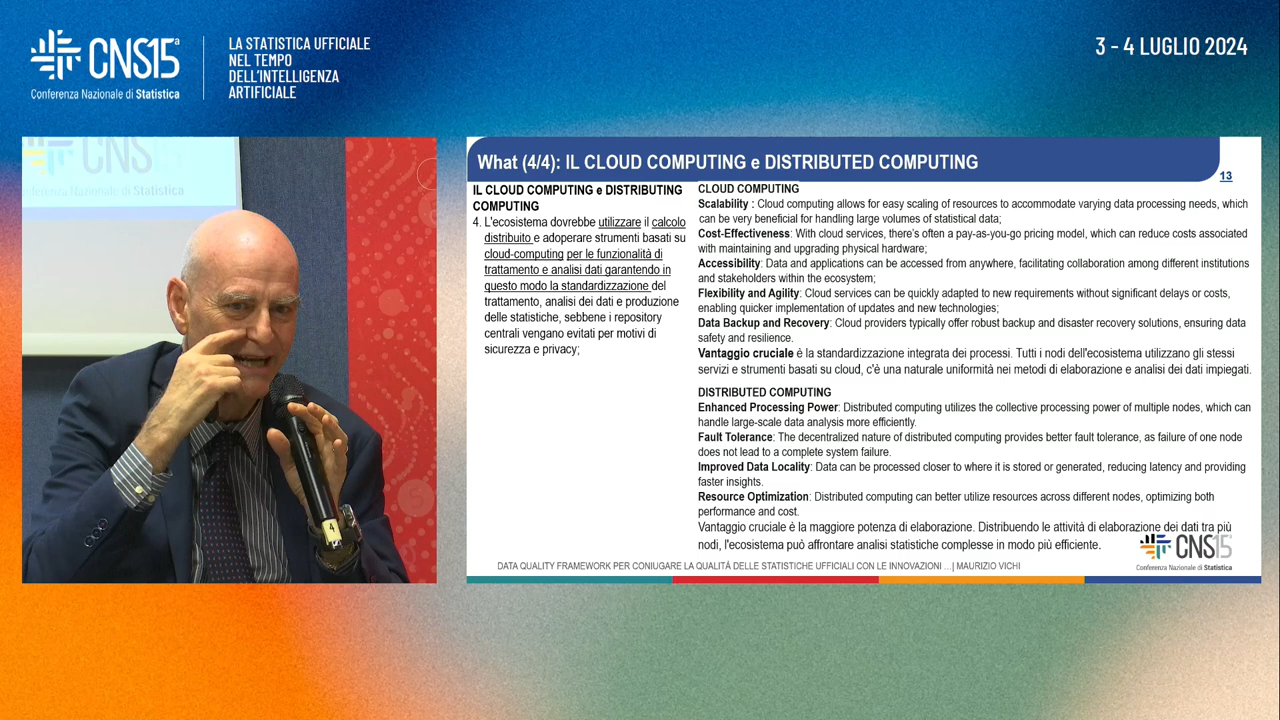 CNS15ª
Conferenza Nazionale di Statistica
LA STATISTICA UFFICIALE
NEL TEMPO
DELL'INTELLIGENZA
ARTIFICIALE
3 - 4 LUGLIO 2024
CNS
Conferenza Nazionale di Statistica
4
What (4/4): IL CLOUD COMPUTING e DISTRIBUTED COMPUTING
13
IL CLOUD COMPUTING e DISTRIBUTING
COMPUTING
4. L'ecosistema dovrebbe utilizzare il calcolo
distribuito e adoperare strumenti basati su
cloud-computing per le funzionalità di
trattamento e analisi dati garantendo in
questo modo la standardizzazione del
trattamento, analisi dei dati e produzione
delle statistiche, sebbene i repository
centrali vengano evitati per motivi di
sicurezza e privacy;
CLOUD COMPUTING
Scalability : Cloud computing allows for easy scaling of resources to accommodate varying data processing needs, which
can be very beneficial for handling large volumes of statistical data;
Cost-Effectiveness: With cloud services, there's often a pay-as-you-go pricing model, which can reduce costs associated
with maintaining and upgrading physical hardware;
Accessibility: Data and applications can be accessed from anywhere, facilitating collaboration among different institutions
and stakeholders within the ecosystem;
Flexibility and Agility: Cloud services can be quickly adapted to new requirements without significant delays or costs,
enabling quicker implementation of updates and new technologies;
Data Backup and Recovery: Cloud providers typically offer robust backup and disaster recovery solutions, ensuring data
safety and resilience.
Vantaggio cruciale è la standardizzazione integrata dei processi. Tutti i nodi dell'ecosistema utilizzano gli stessi
servizi e strumenti basati su cloud, c'è una naturale uniformità nei metodi di elaborazione e analisi dei dati impiegati.
DISTRIBUTED COMPUTING
Enhanced Processing Power: Distributed computing utilizes the collective processing power of multiple nodes, which can
handle large-scale data analysis more efficiently.
Fault Tolerance: The decentralized nature of distributed computing provides better fault tolerance, as failure of one node
does not lead to a complete system failure.
Improved Data Locality: Data can be processed closer to where it is stored or generated, reducing latency and providing
faster insights.
Resource Optimization: Distributed computing can better utilize resources across different nodes, optimizing both
performance and cost.
Vantaggio cruciale é la maggiore potenza di elaborazione. Distribuendo le attività di elaborazione dei dati tra più
nodi, l'ecosistema può affrontare analisi statistiche complesse in modo più efficiente.
CNS15
Conferenza Nazionale di Statistica
DATA QUALITY FRAMEWORK PER CONIUGARE LA QUALITÀ DELLE STATISTICHE UFFICIALI CON LE INNOVAZIONI ...| MAURIZIO VICHI